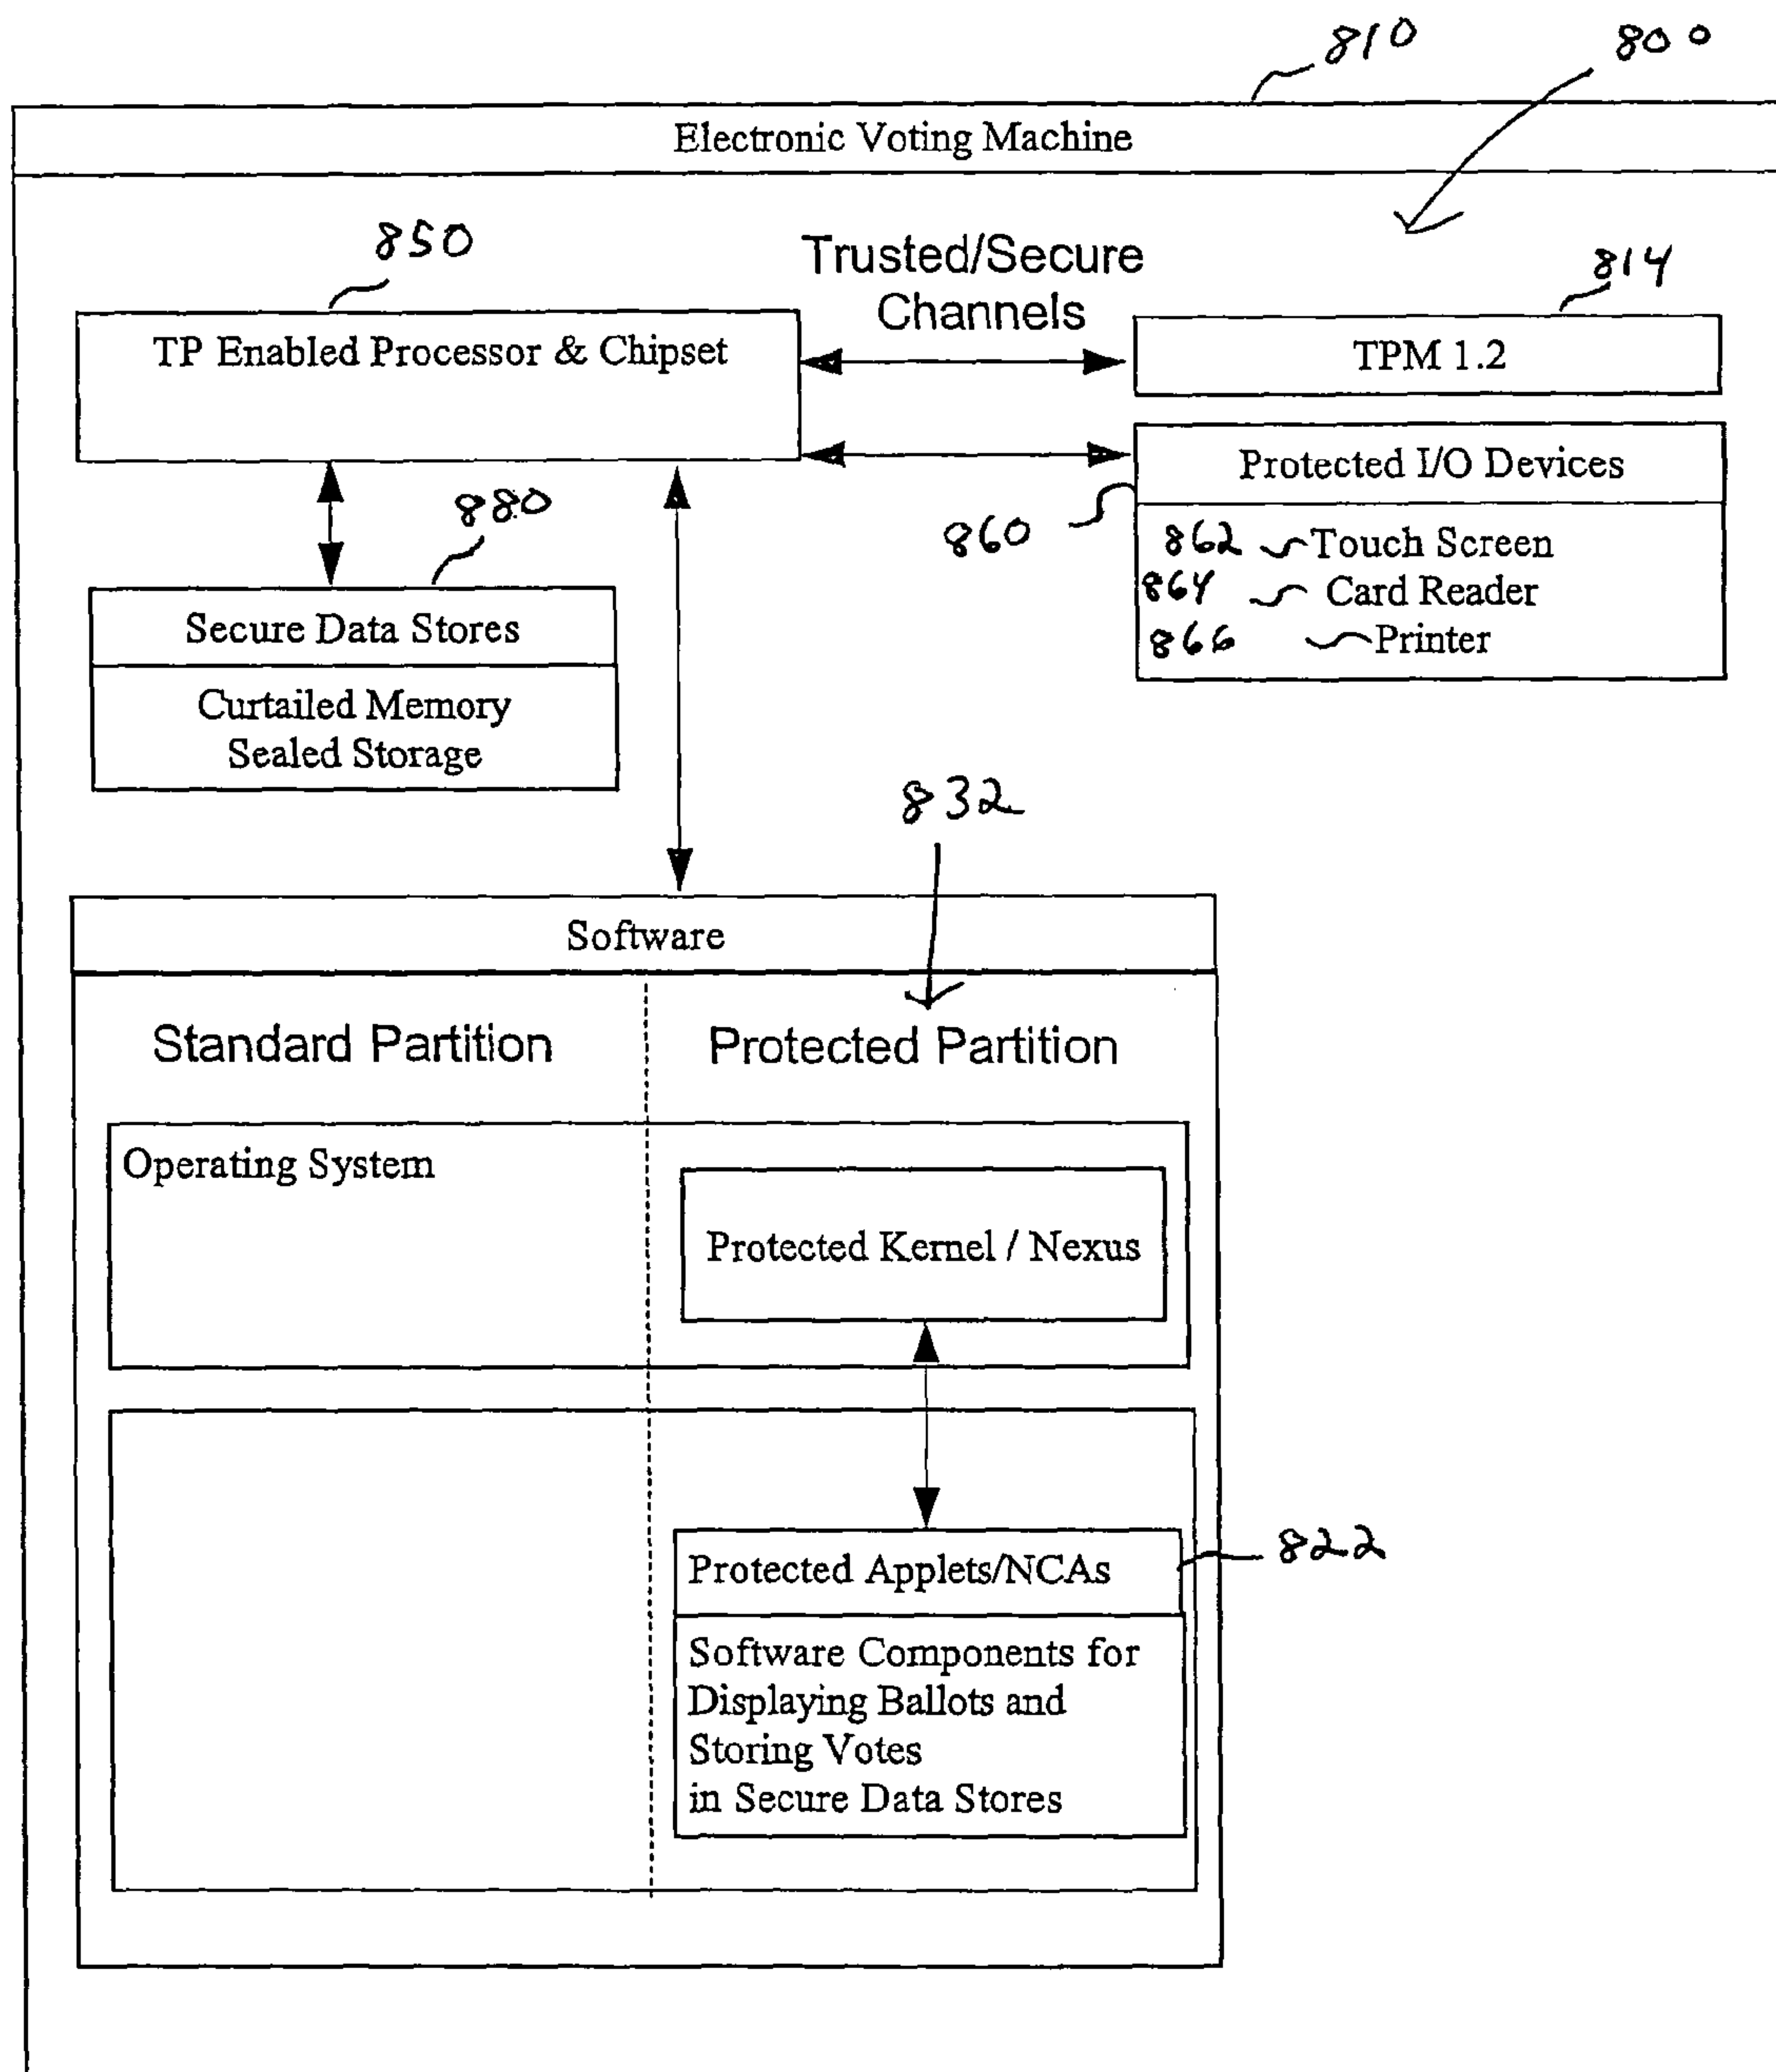 810
800
Electronic Voting Machine
850
Trusted/Secure
Channels
814
TP Enabled Processor & Chipset
TPM 1.2
Protected I/O Devices
880
860
862 Touch Screen
864 Card Reader
866 Printer
Secure Data Stores
Curtailed Memory
Sealed Storage
832
Software
Standard Partition
Protected Partition
Operating System
Protected Kernel / Nexus
822
Protected Applets/NCAs
Software Components for
Displaying Ballots and
Storing Votes
in Secure Data Stores